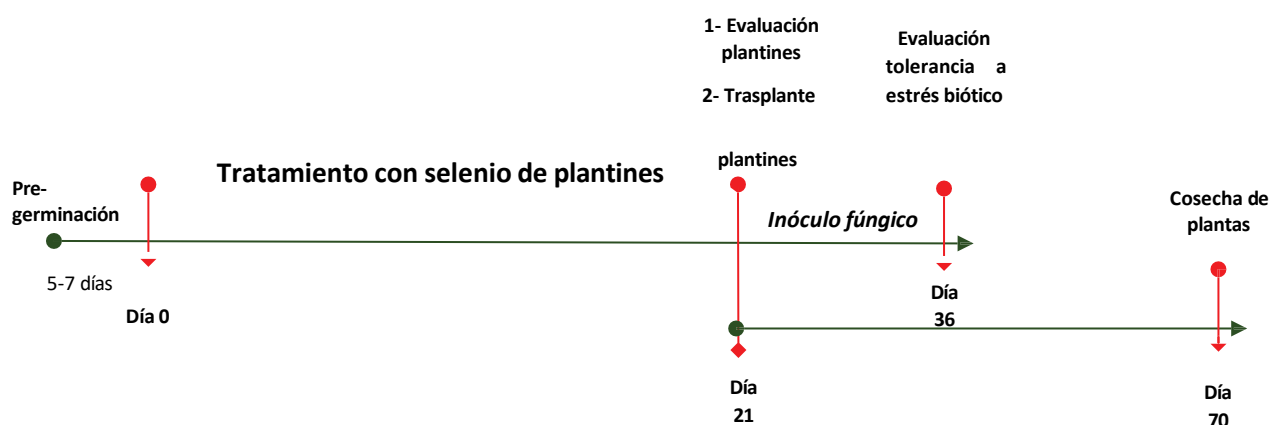 1- Evaluación
plantines
2- Trasplante
plantines
Evaluación
tolerancia a
estrés biótico
Tratamiento con selenio de plantines
Pre-
germinación
Inóculo fúngico
Cosecha de
plantas
5-7 días
Día 0
Día
36
Día
21
Día
70